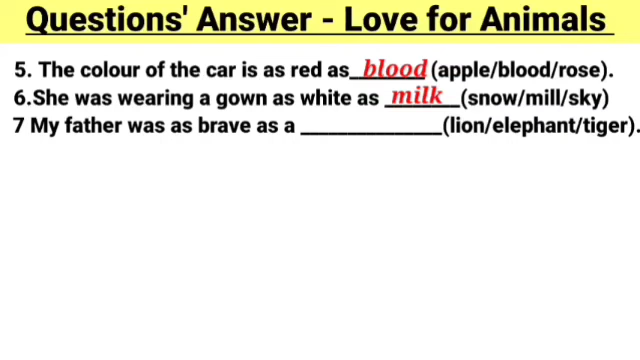 Questions' Answer - Love for Animals
5. The colour of the car is as red as blood (apple/blood/rose).
6.She was wearing a gown as white as milk (snow/mill/sky)
7 My father was as brave as a ____________(lion/elephant/tiger).